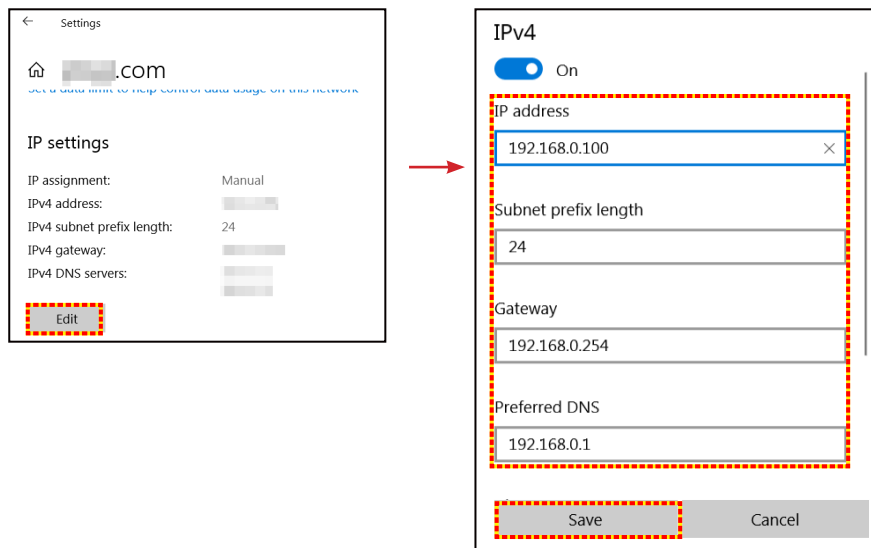 Settings
.com
Set a data limit to help control data usage on this network
IP settings
IP assignment: Manual
IPv4 address:
IPv4 subnet prefix length: 24
IPv4 gateway:
IPv4 DNS servers:
Edit
IPv4
On
IP address
192.168.0.100
Subnet prefix length
24
Gateway
192.168.0.254
Preferred DNS
192.168.0.1
Save Cancel